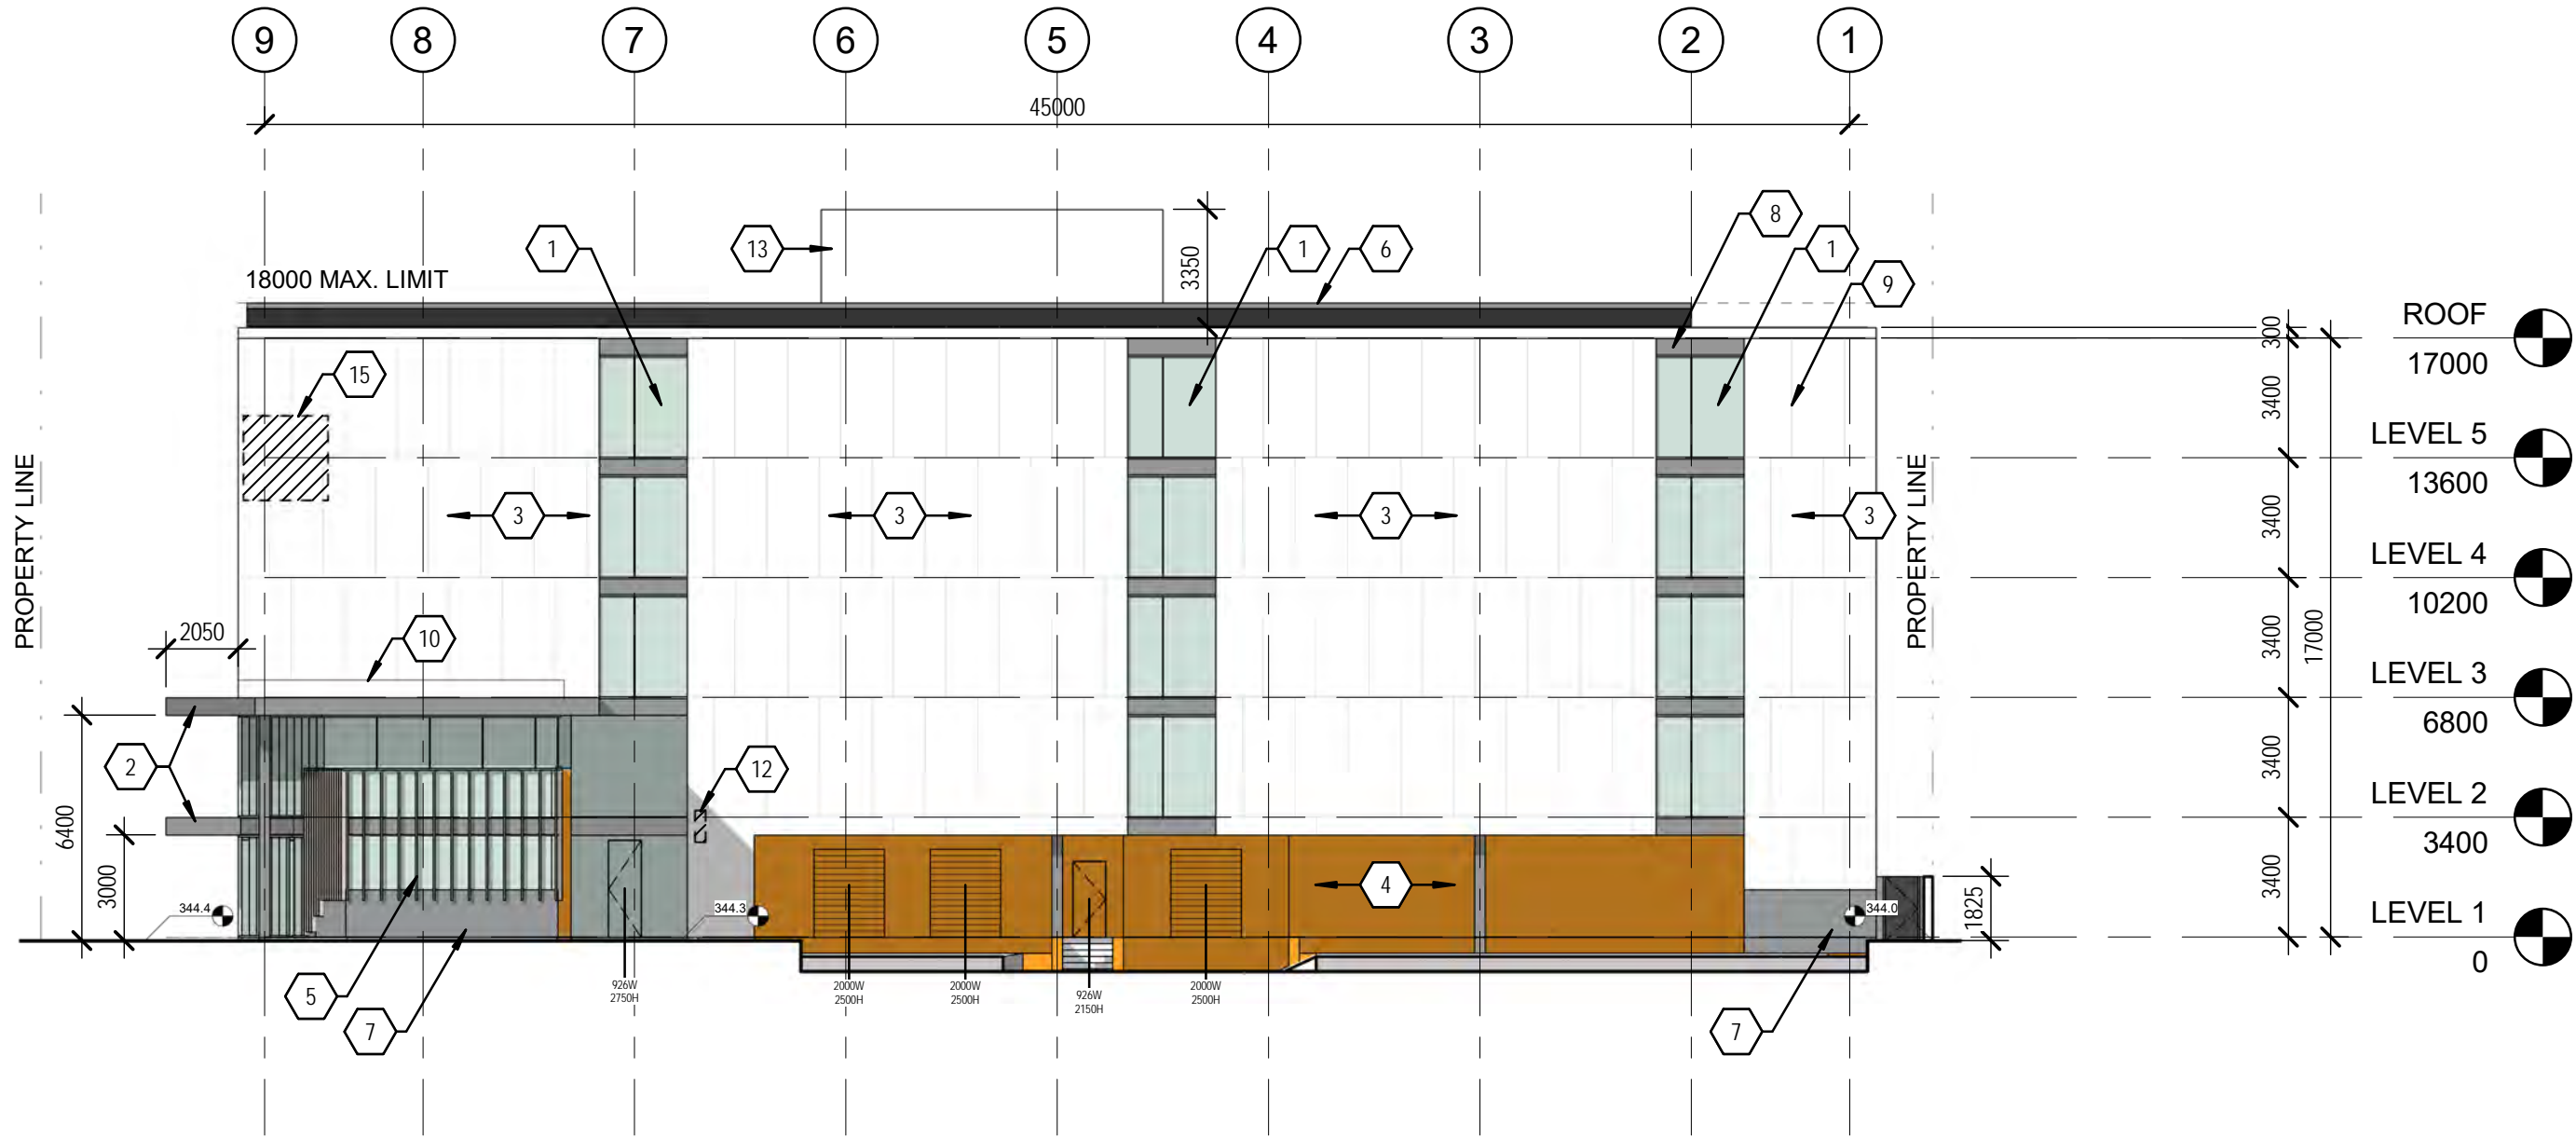 9 8 7 6 5 4 3 2 1
45000
8
1 13 1 6 1
3350
9
18000 MAX. LIMIT
ROOF
300
17000
15
3400
LEVEL 5
13600
PROPERTY LINE
3 3 3 3
PROPERTY LINE
3400
LEVEL 4
10200
2050
10
3400
17000
LEVEL 3
6800
2
12
3400
LEVEL 2
3400
6400
3000
4
3400
1825
344.4
344.3
344.0
LEVEL 1
0
5
926W
2750H
2000W
2500H
2000W
2500H
926W
2150H
2000W
2500H
7
7